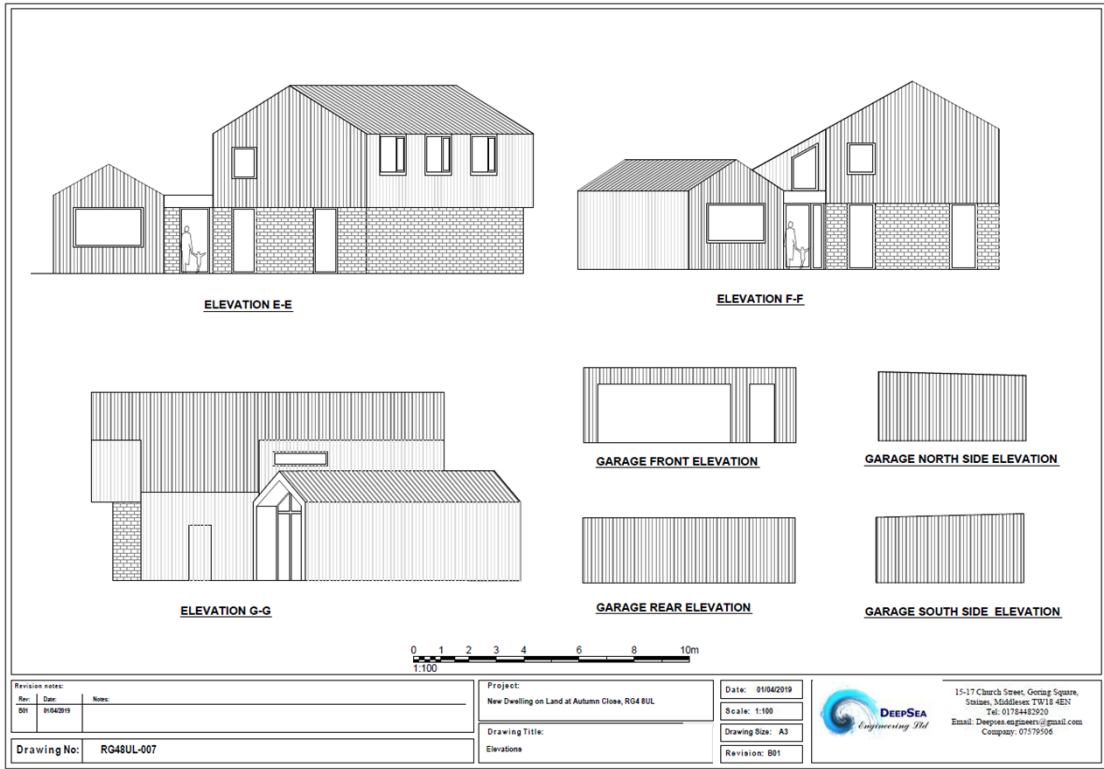 ELEVATION E-E
ELEVATION F-F
GARAGE FRONT ELEVATION
GARAGE NORTH SIDE ELEVATION
ELEVATION G-G
GARAGE REAR ELEVATION
GARAGE SOUTH SIDE ELEVATION
0 1 2 3 4 6 8 10m
1:100
Revision notes:
Rev: Date: Notes:
B01 01/04/2019
Drawing No: RG48UL-007
Project:
New Dwelling on Land at Autumn Close, RG4 8UL
Drawing Title:
Elevations
Date: 01/04/2019
Scale: 1:100
Drawing Size: A3
Revision: B01
DEEPSEA
Engineering Ltd
15-17 Church Street, Goring Square,
Staines, Middlesex TW18 4EN
Tel: 01784482920
Email: Deepsea.engineers@gmail.com
Company: 07579506